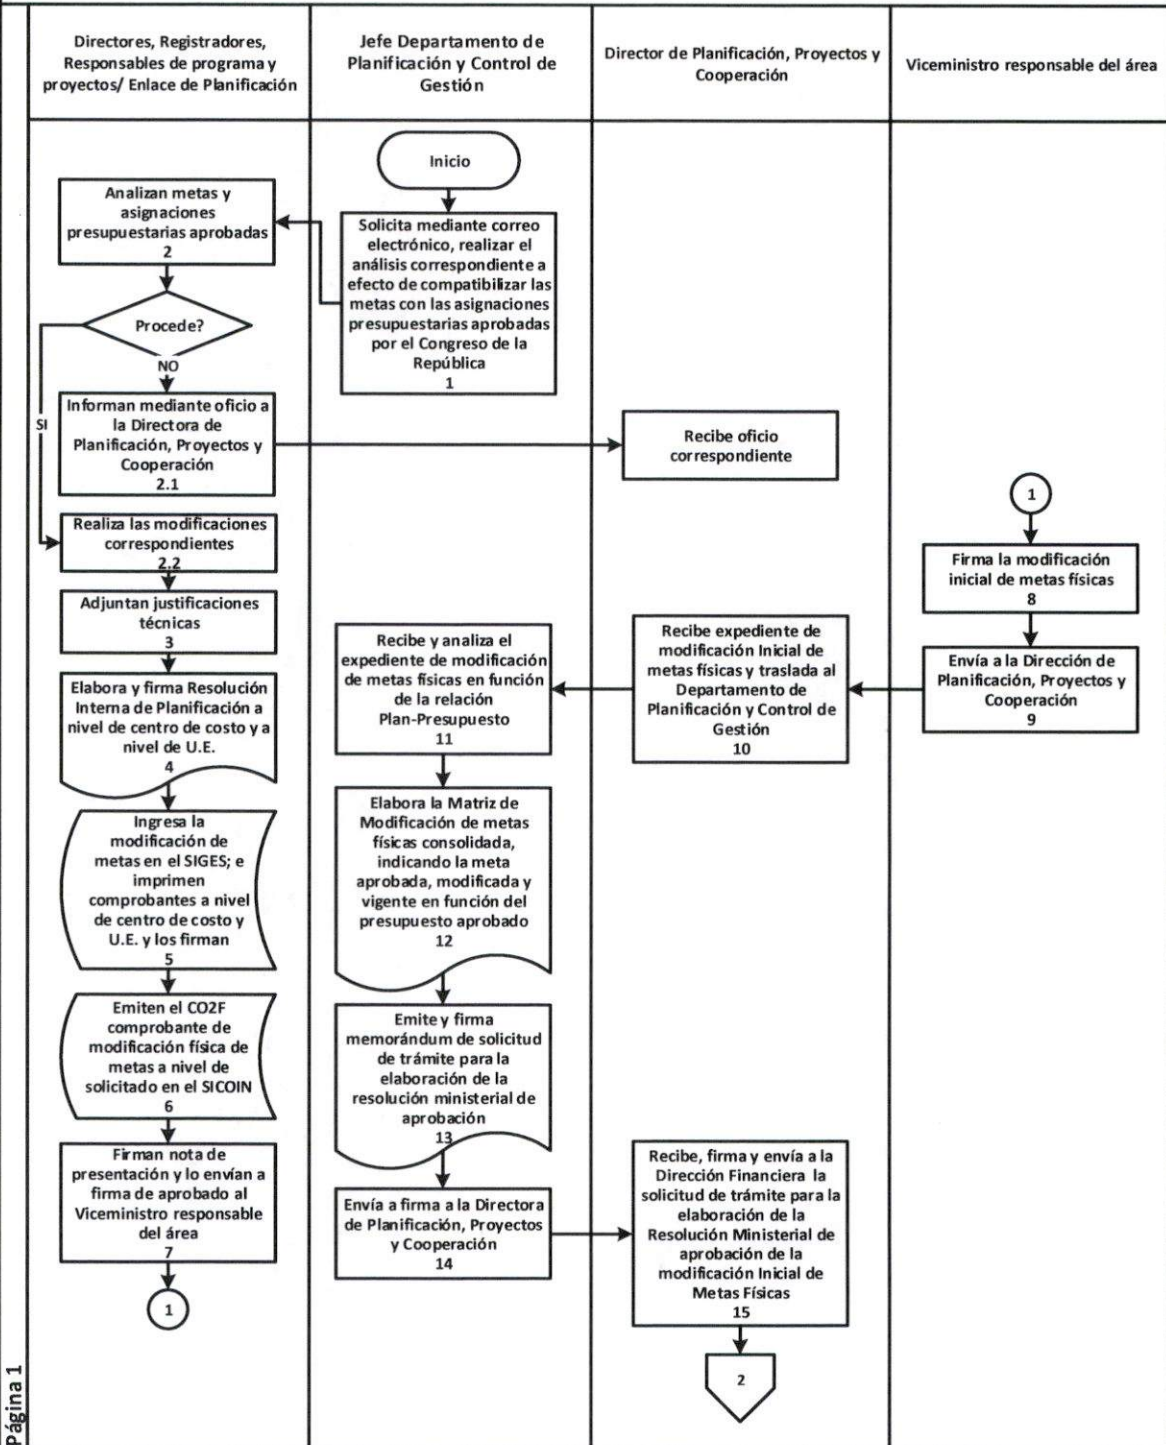 Directores, Registradores,
Responsables de programa y
proyectos/ Enlace de Planificación
Jefe Departamento de
Planificación y Control de
Gestión
Director de Planificación, Proyectos y
Cooperación
Viceministro responsable del área
Inicio
Solicita mediante correo
electrónico, realizar el
análisis correspondiente a
efecto de compatibilizar las
metas con las asignaciones
presupuestarias aprobadas
por el Congreso de la
República
1
Analizan metas y
asignaciones
presupuestarias aprobadas
2
Procede?
NO
SI
Informan mediante oficio a
la Directora de
Planificación, Proyectos y
Cooperación
2.1
Recibe oficio
correspondiente
Realiza las modificaciones
correspondientes
2.2
Adjuntan justificaciones
técnicas
3
Elabora y firma Resolución
Interna de Planificación a
nivel de centro de costo y a
nivel de U.E.
4
Ingresa la
modificación de
metas en el SIGES; e
imprimen
comprobantes a nivel
de centro de costo y
U.E. y los firman
5
Emiten el CO2F
comprobante de
modificación física de
metas a nivel de
solicitado en el SICOIN
6
Firman nota de
presentación y lo envían a
firma de aprobado al
Viceministro responsable
del área
7
1
1
Firma la modificación
inicial de metas físicas
8
Envía a la Dirección de
Planificación, Proyectos y
Cooperación
9
Recibe expediente de
modificación Inicial de
metas físicas y traslada al
Departamento de
Planificación y Control de
Gestión
10
Recibe y analiza el
expediente de modificación
de metas físicas en función
de la relación
Plan-Presupuesto
11
Elabora la Matriz de
Modificación de metas
físicas consolidada,
indicando la meta
aprobada, modificada y
vigente en función del
presupuesto aprobado
12
Emite y firma
memorándum de solicitud
de trámite para la
elaboración de la
resolución ministerial de
aprobación
13
Envía a firma a la Directora
de Planificación, Proyectos
y Cooperación
14
Recibe, firma y envía a la
Dirección Financiera la
solicitud de trámite para la
elaboración de la
Resolución Ministerial de
aprobación de la
modificación Inicial de
Metas Físicas
15
2
Página 1